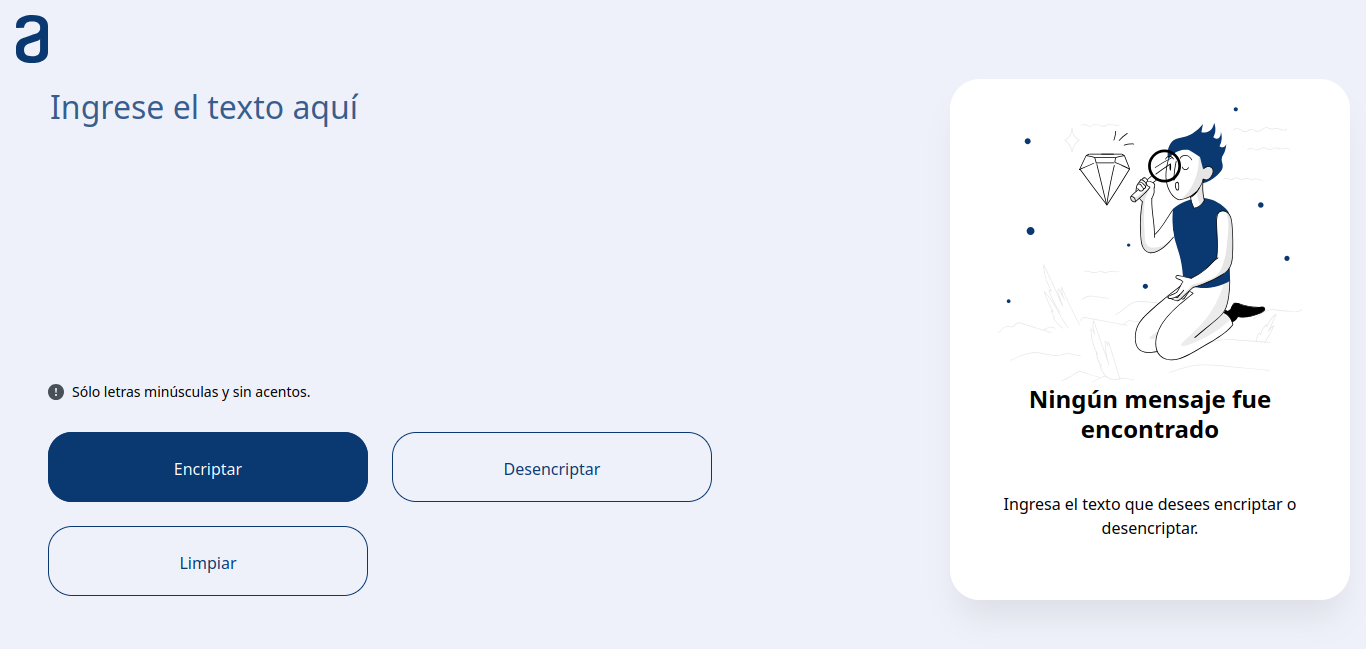 a
Ingrese el texto aquí
Sólo letras minúsculas y sin acentos.
Encriptar
Desencriptar
Limpiar
Ningún mensaje fue
encontrado
Ingresa el texto que desees encriptar o
desencriptar.